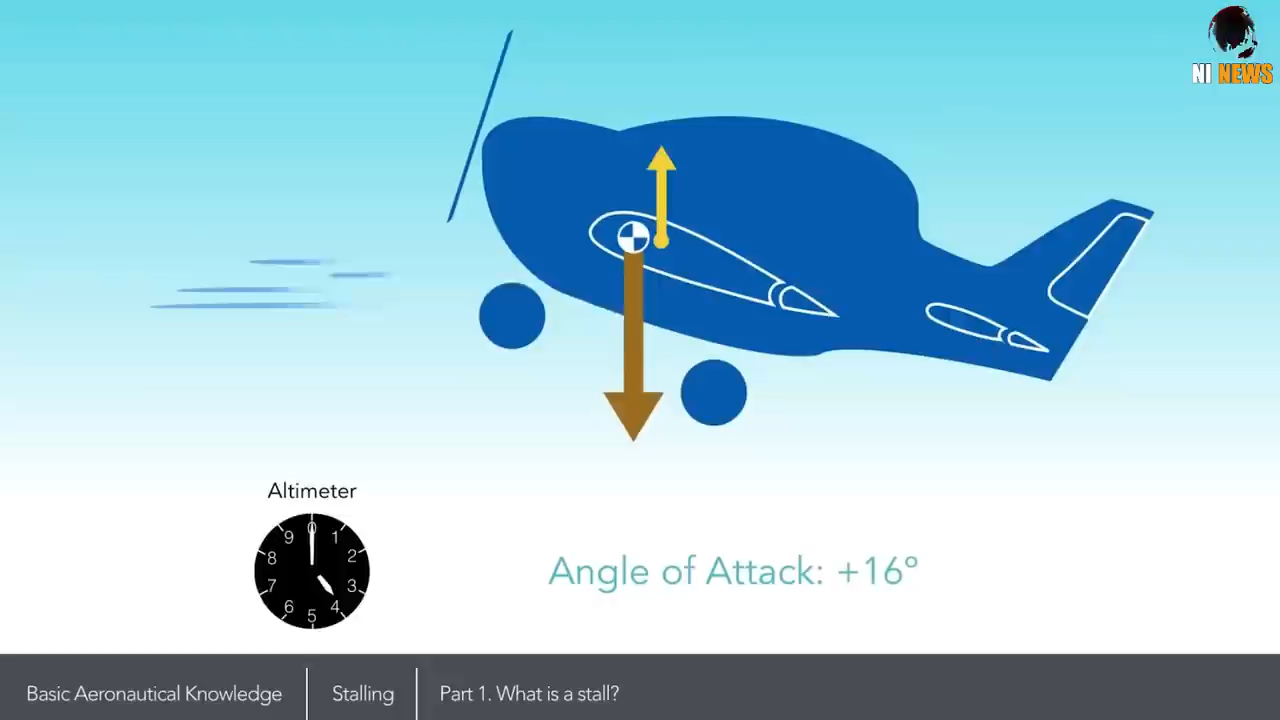 NI NEWS
Altimeter
0
1
2
3
4
5
6
7
8
9
Angle of Attack: +16º
Basic Aeronautical Knowledge
Stalling
Part 1. What is a stall?